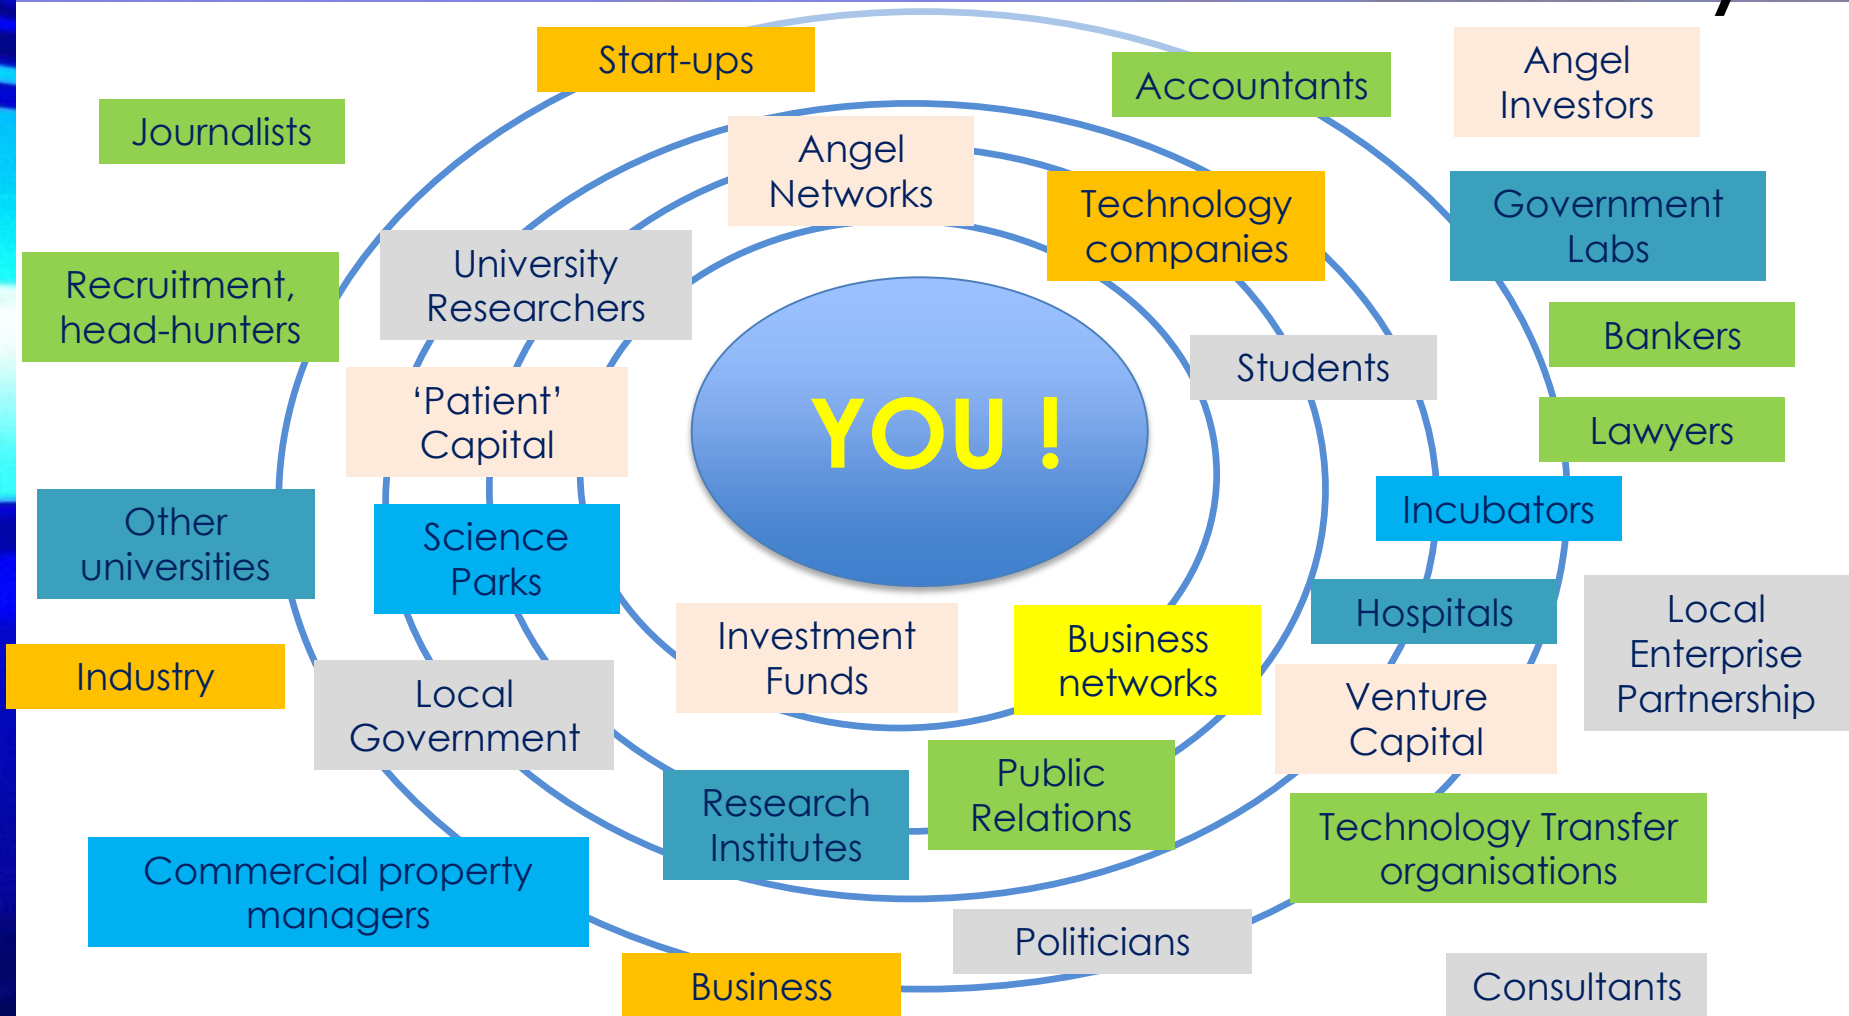 Start-ups
Accountants
Angel
Investors
Journalists
Angel
Networks
Technology
companies
Government
Labs
University
Researchers
Recruitment,
head-hunters
Bankers
Students
'Patient'
Capital
YOU !
Lawyers
Other
universities
Science
Parks
Incubators
Hospitals
Local
Enterprise
Partnership
Investment
Funds
Business
networks
Industry
Local
Government
Venture
Capital
Public
Relations
Research
Institutes
Technology Transfer
organisations
Commercial property
managers
Politicians
Business
Consultants